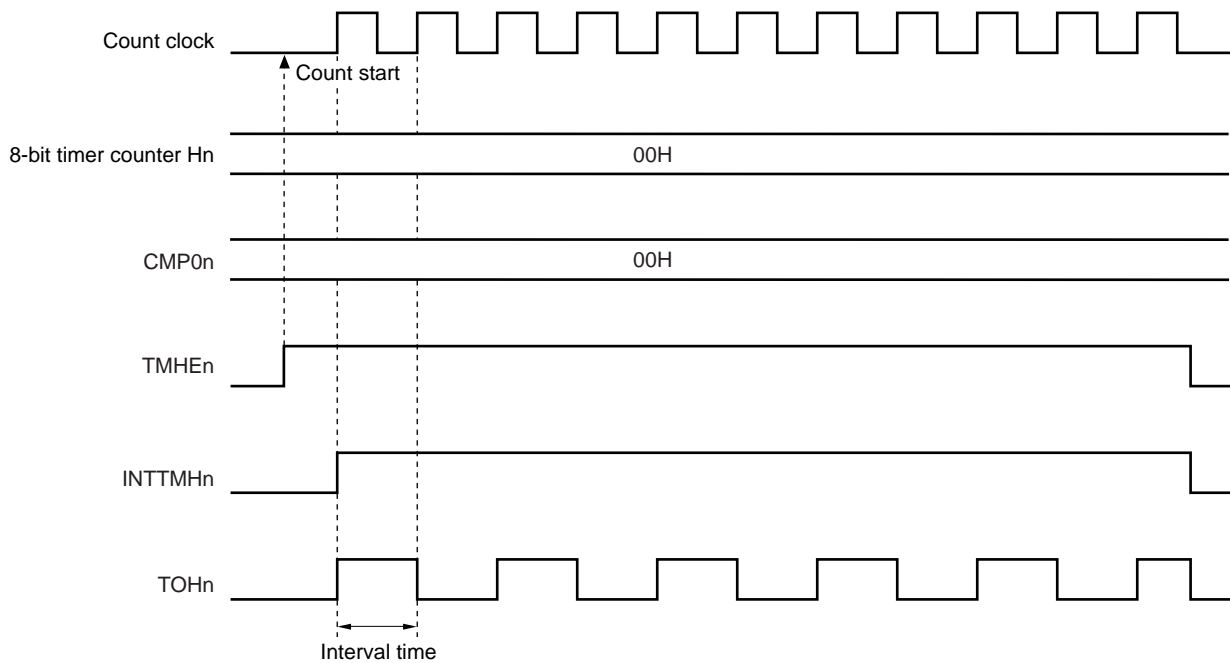 Count clock
Count start
8-bit timer counter Hn
00H
CMP0n
00H
TMHEn
INTTMHn
TOHn
Interval time